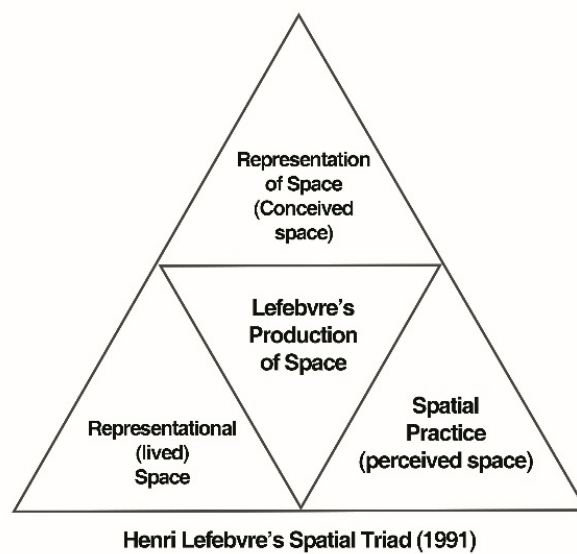 Representation
of Space
(Conceived
space)
Lefebvre's
Production
of Space
Representational
(lived)
Space
Spatial
Practice
(perceived space)
Henri Lefebvre's Spatial Triad (1991)